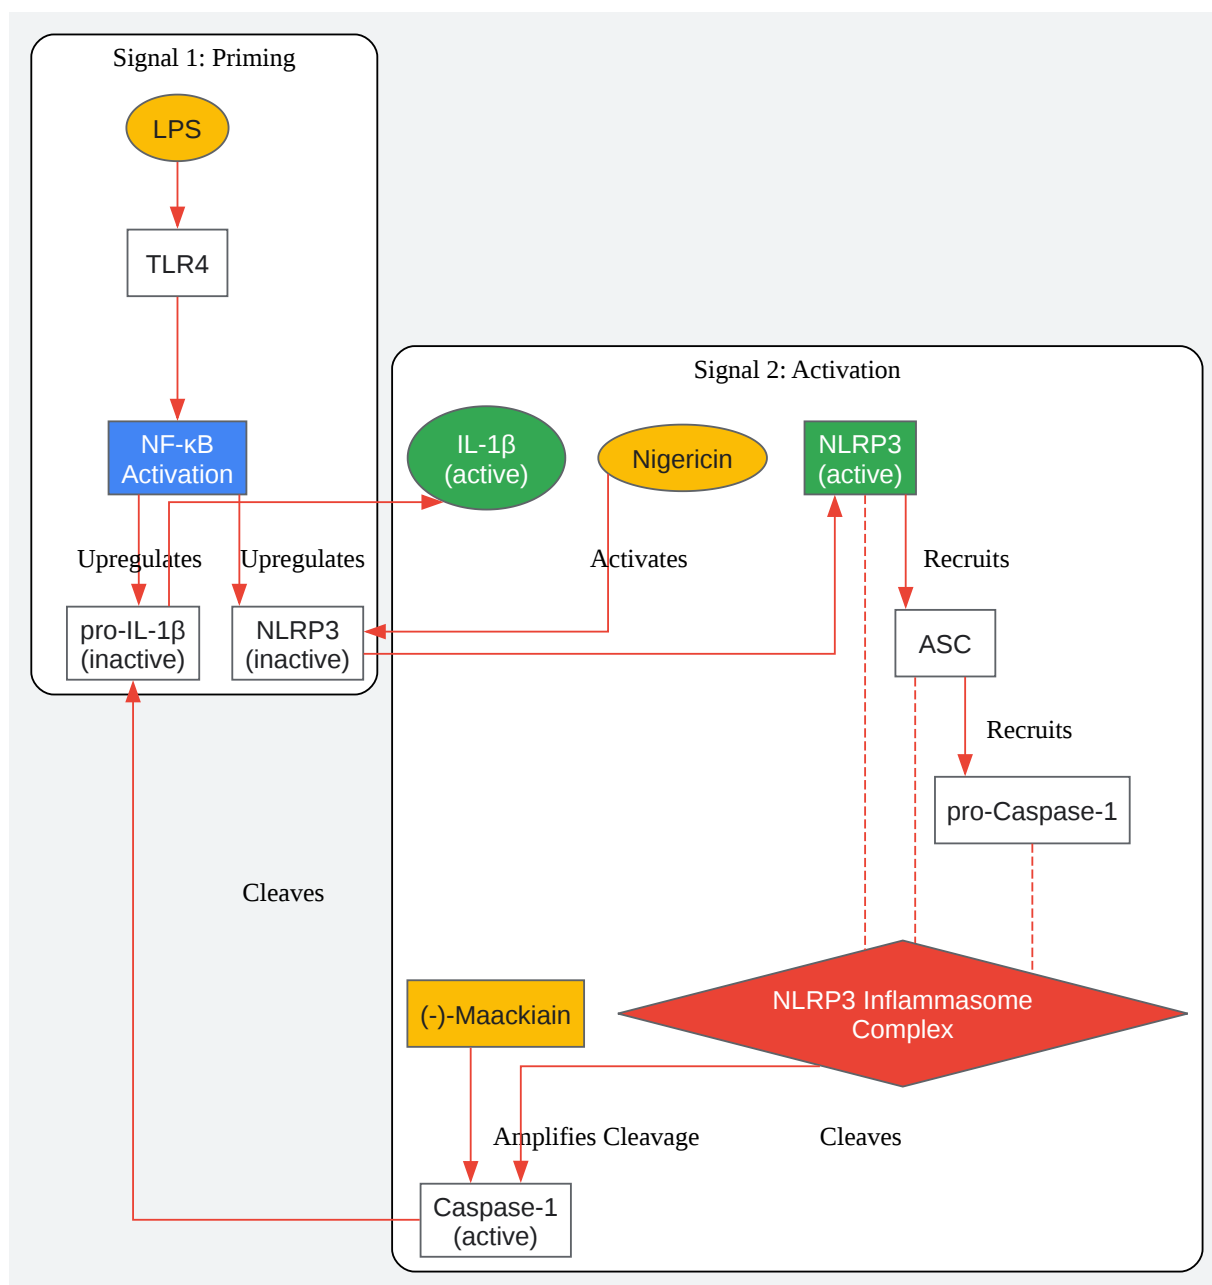 Signal 1: Priming
LPS
TLR4
NF-κB
Activation
Upregulates
Upregulates
pro-IL-1β
(inactive)
NLRP3
(inactive)
Signal 2: Activation
IL-1β
(active)
Nigericin
NLRP3
(active)
Activates
Recruits
ASC
Recruits
pro-Caspase-1
Cleaves
(-)-Maackiain
NLRP3 Inflammasome
Complex
Amplifies Cleavage
Cleaves
Caspase-1
(active)